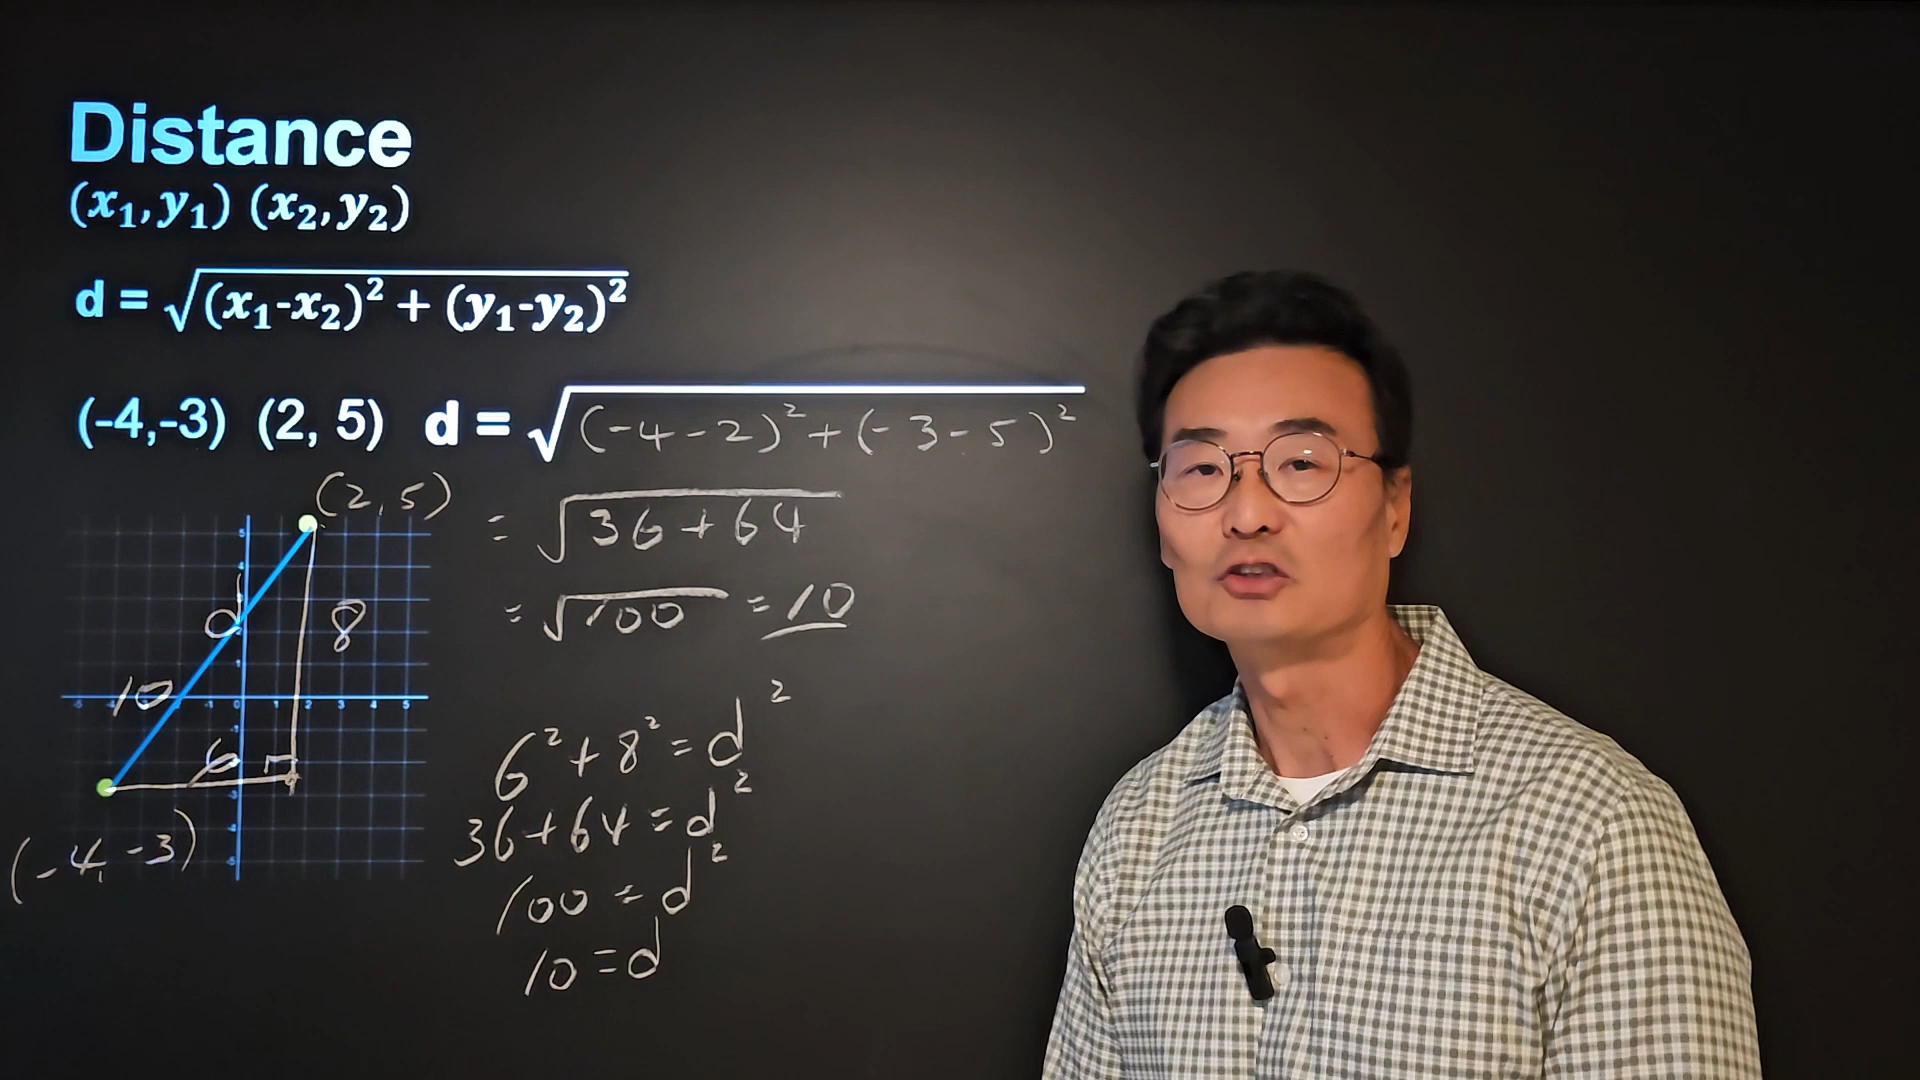 Distance
(x₁,y₁) (x₂,y₂)
d = √(x₁-x₂)² + (y₁-y₂)²
(-4,-3) (2, 5) d = √(-4-2)²+(-3-5)²
= √36+64
= √100 = 10
(2,5)
d
8
10
6
(-4,-3)
6²+8²=d²
36+64=d²
100=d²
10=d